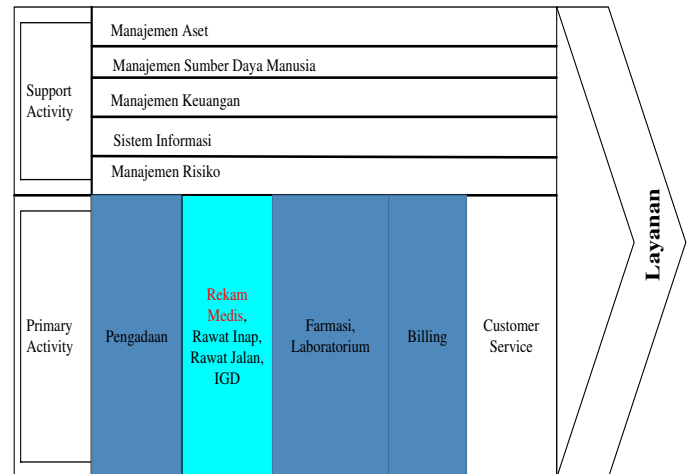 Manajemen Aset
Manajemen Sumber Daya Manusia
Manajemen Keuangan
Sistem Informasi
Manajemen Risiko
Support
Activity
Layanan
Primary
Activity
Pengadaan
Rekam
Medis,
Rawat Inap,
Rawat Jalan,
IGD
Farmasi,
Laboratorium
Billing
Customer
Service